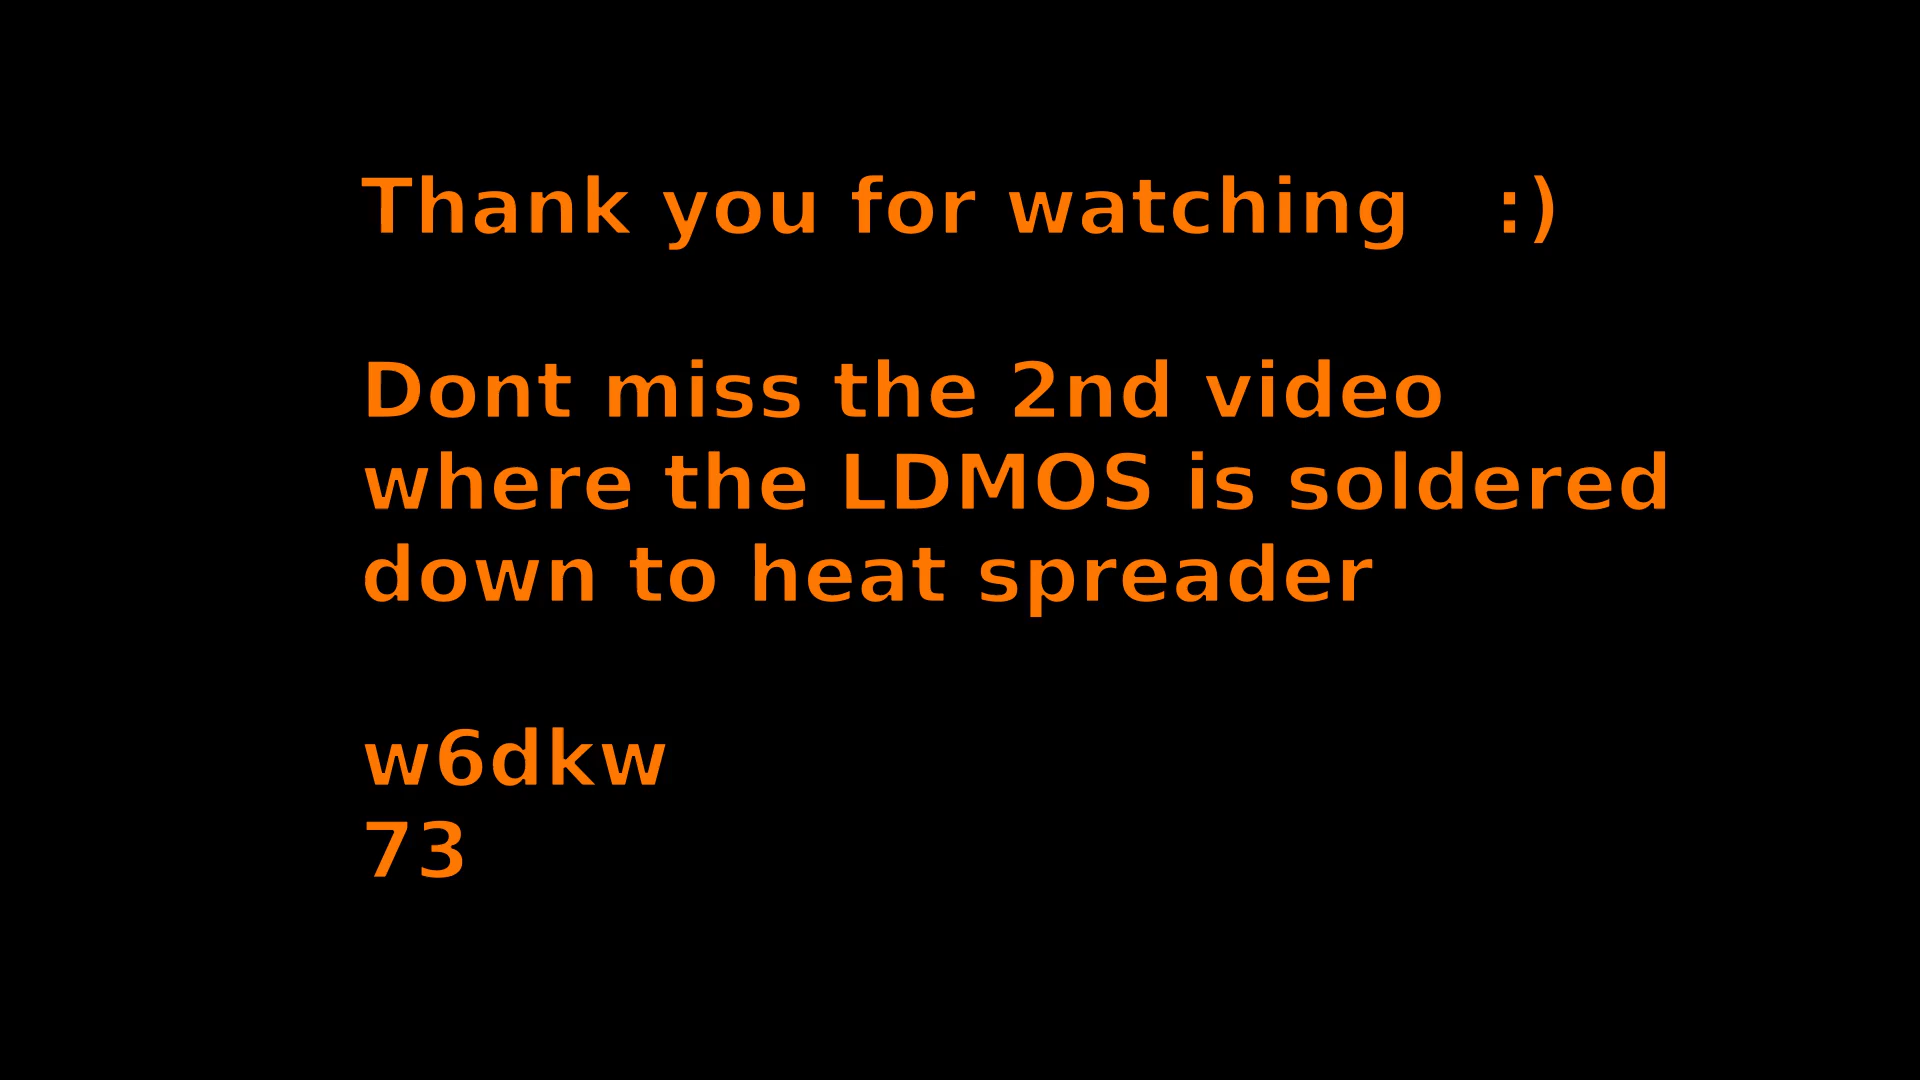 Thank you for watching   :)
Dont miss the 2nd video
where the LDMOS is soldered
down to heat spreader
w6dkw
73